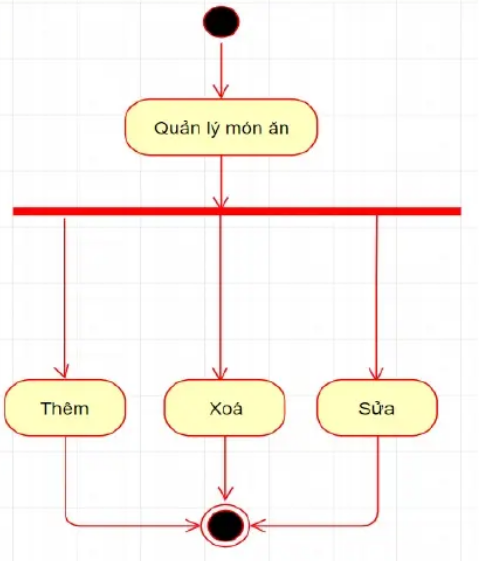 Quản lý món ăn
Thêm
Xoá
Sửa